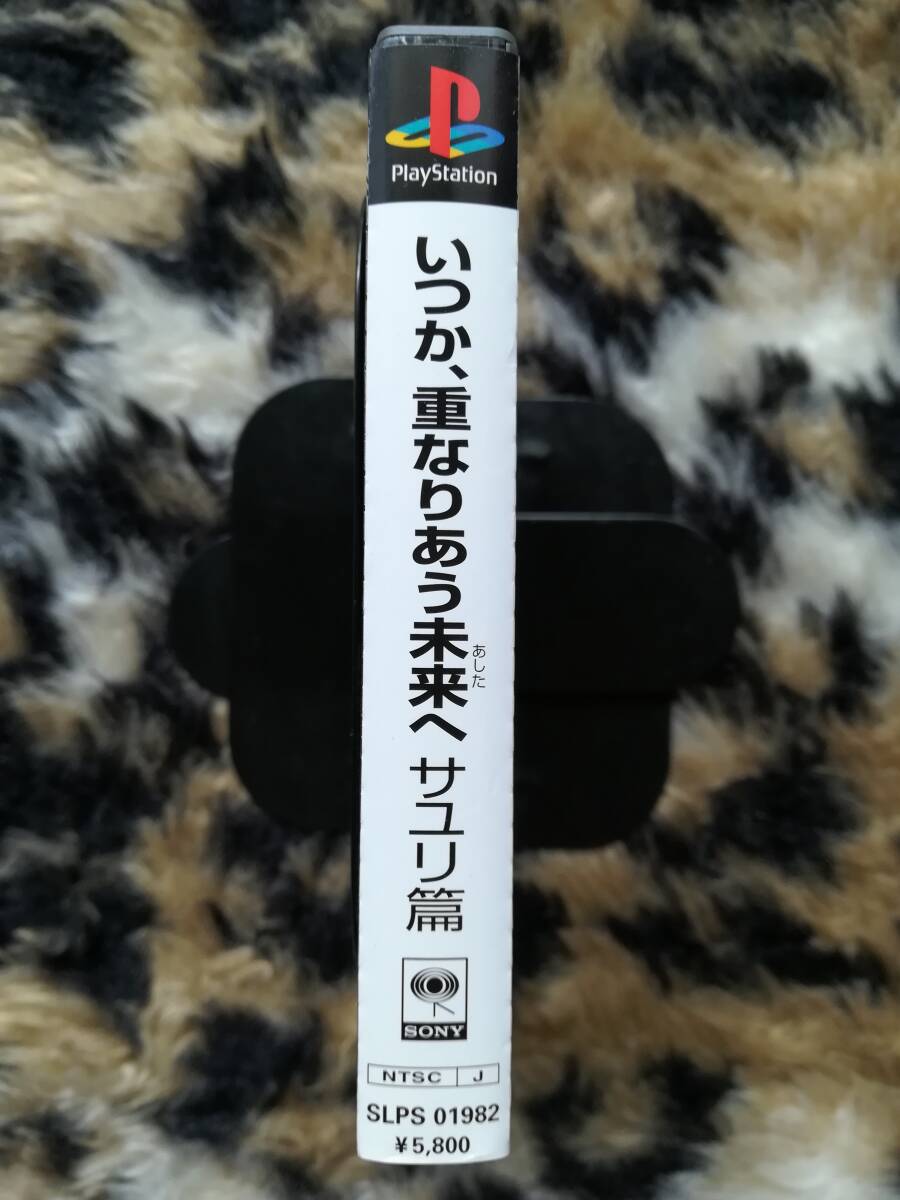 PlayStation
いつか、重なりあう未来へ サユリ篇
あした
SONY
NTSC J
SLPS 01982
¥5,800